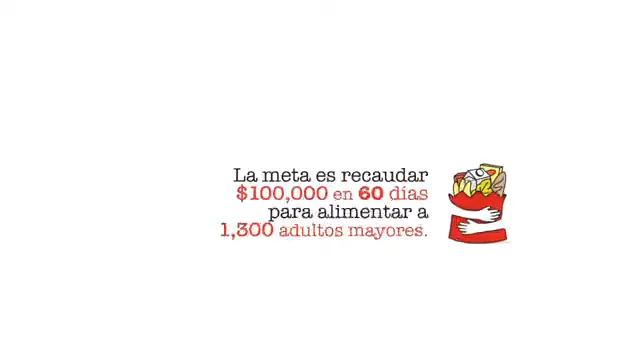 La meta es recaudar
$100,000 en 60 días
para alimentar a
1,300 adultos mayores.